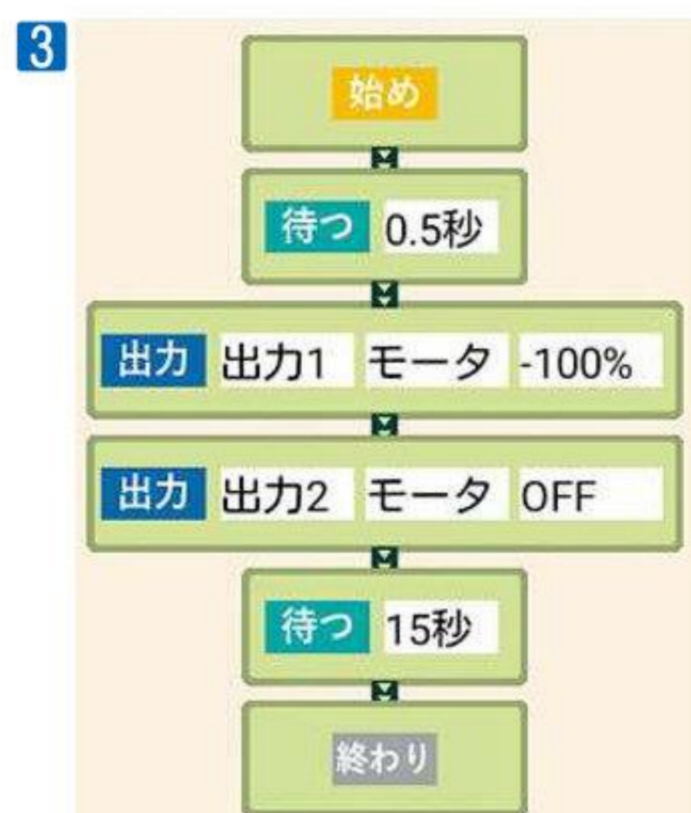 3
始め
待つ 0.5秒
出力 出力1 モータ -100%
出力 出力2 モータ OFF
待つ 15秒
終わり